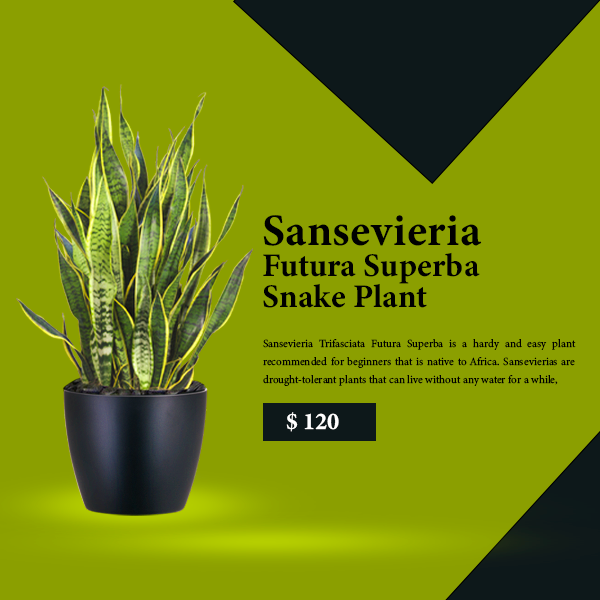 Sansevieria
Futura Superba
Snake Plant
Sansevieria Trifasciata Futura Superba is a hardy and easy plant
recommended for beginners that is native to Africa. Sansevierias are
drought-tolerant plants that can live without any water for a while,
$ 120